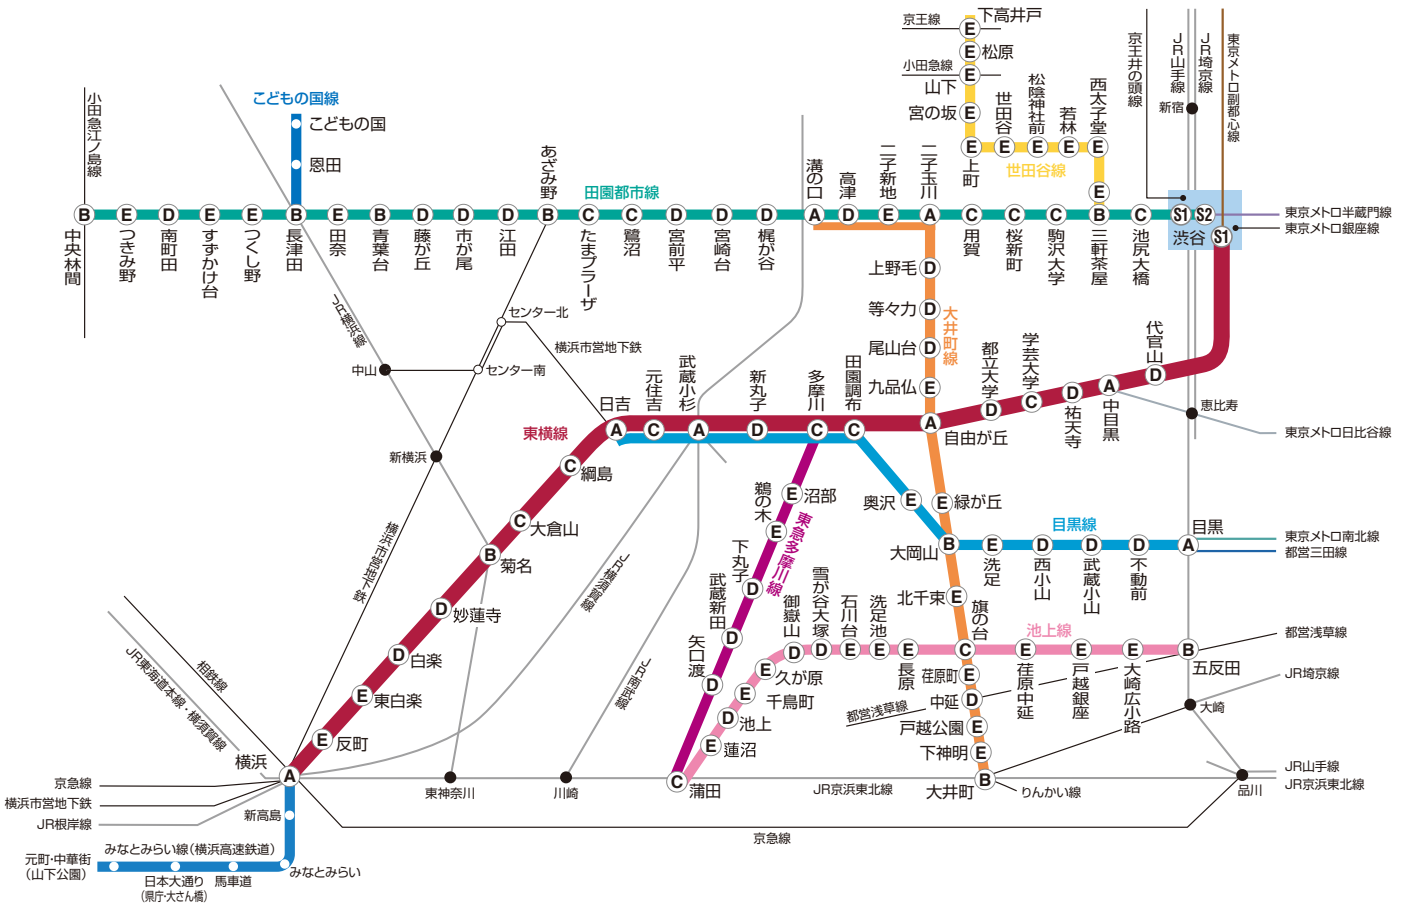 下高井戸
京王線
E
E
松原
小田急線
E
山下
宮の坂
E
E
上町
E
世田谷
E
松陰神社前
E
若林
E
西太子堂
E
世田谷線
京王井の頭線
JR山手線
JR埼京線
東京メトロ副都心線
新宿
小田急江ノ島線
こどもの国線
こどもの国
恩田
田園都市線
B
中央林間
E
つきみ野
D
南町田
E
すずかけ台
E
つくし野
B
長津田
E
田奈
B
青葉台
D
藤が丘
D
市が尾
D
江田
B
あざみ野
C
たまプラーザ
C
鷺沼
D
宮前平
D
宮崎台
D
梶が谷
A
溝の口
D
高津
E
二子新地
A
二子玉川
C
用賀
C
桜新町
C
駒沢大学
B
三軒茶屋
C
池尻大橋
S1
S2
渋谷
S1
東京メトロ半蔵門線
東京メトロ銀座線
D
上野毛
D
等々力
D
尾山台
E
九品仏
大井町線
JR横浜線
センター北
横浜市営地下鉄
中山
センター南
新横浜
横浜市営地下鉄
東横線
日吉
A
元住吉
C
武蔵小杉
A
新丸子
D
多摩川
C
田園調布
C
A
自由が丘
都立大学
D
学芸大学
C
D
祐天寺
A
中目黒
代官山
D
恵比寿
東京メトロ日比谷線
C
綱島
C
大倉山
B
菊名
D
妙蓮寺
D
白楽
E
東白楽
E
反町
横浜
A
E
沼部
鵜の木
E
下丸子
D
武蔵新田
D
矢口渡
D
東急多摩川線
奥沢
E
E
緑が丘
目黒線
大岡山
B
E
洗足
D
西小山
D
武蔵小山
D
不動前
A
目黒
東京メトロ南北線
都営三田線
北千束
E
旗の台
C
荏原町
E
中延
D
戸越公園
E
下神明
E
大井町
B
池上線
御嶽山
D
雪が谷大塚
D
石川台
E
洗足池
E
E
長原
E
荏原中延
E
戸越銀座
E
大崎広小路
B
五反田
E
久が原
E
千鳥町
D
池上
E
蓮沼
C
蒲田
都営浅草線
都営浅草線
JR埼京線
大崎
JR山手線
JR京浜東北線
品川
りんかい線
JR京浜東北線
京急線
JR横須賀線
JR南武線
東神奈川
川崎
相鉄線
JR東海道本線・横須賀線
京急線
横浜市営地下鉄
JR根岸線
新高島
みなとみらい線(横浜高速鉄道)
元町・中華街
(山下公園)
日本大通り
(県庁・大さん橋)
馬車道
みなとみらい